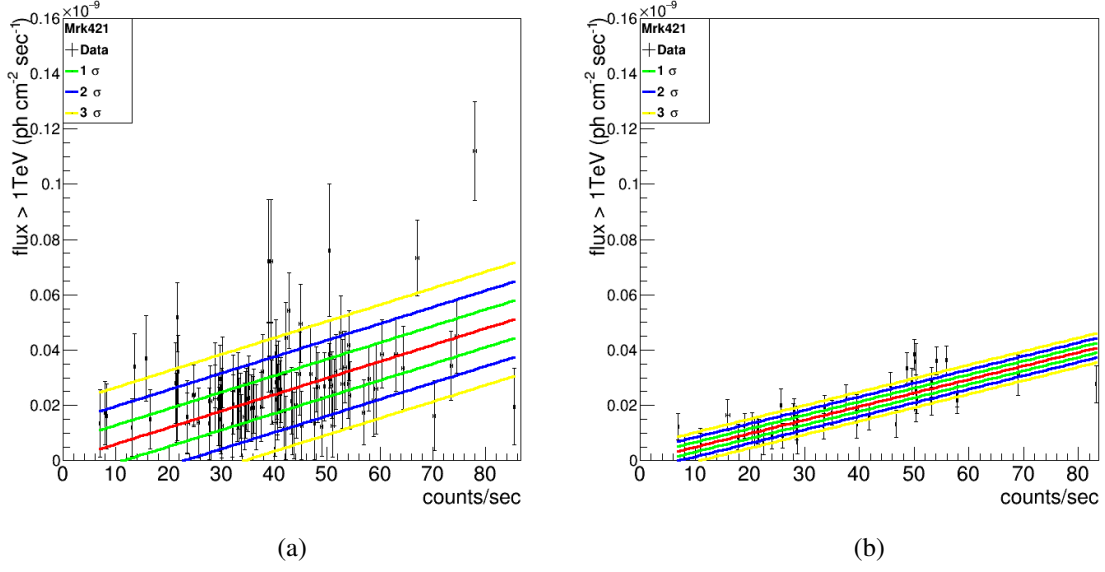 ×10⁻⁹
flux > 1TeV (ph cm⁻² sec⁻¹)
0.16
0.14
0.12
0.1
0.08
0.06
0.04
0.02
0
Mrk421
Data
1 σ
2 σ
3 σ
0 10 20 30 40 50 60 70 80
counts/sec
(a)
×10⁻⁹
flux > 1TeV (ph cm⁻² sec⁻¹)
0.16
0.14
0.12
0.1
0.08
0.06
0.04
0.02
0
Mrk421
Data
1 σ
2 σ
3 σ
0 10 20 30 40 50 60 70 80
counts/sec
(b)